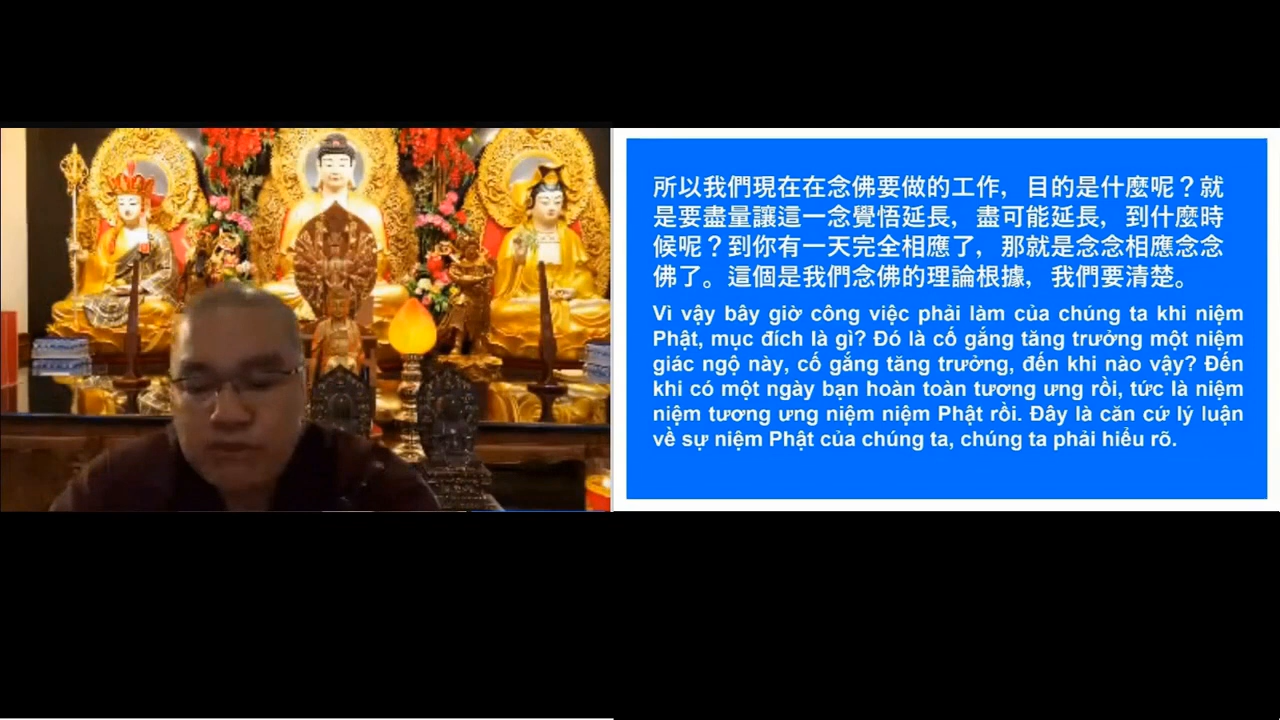 所以我們現在在念佛要做的工作，目的是什麼呢？就
是要盡量讓這一念覺悟延長，盡可能延長，到什麼時
候呢？到你有一天完全相應了，那就是念念相應念念
佛了。這個是我們念佛的理論根據，我們要清楚。
Vì vậy bây giờ công việc phải làm của chúng ta khi niệm
Phật, mục đích là gì? Đó là cố gắng tăng trưởng một niệm
giác ngộ này, cố gắng tăng trưởng, đến khi nào vậy? Đến
khi có một ngày bạn hoàn toàn tương ưng rồi, tức là niệm
niệm tương ưng niệm niệm Phật rồi. Đây là căn cứ lý luận
về sự niệm Phật của chúng ta, chúng ta phải hiểu rõ.